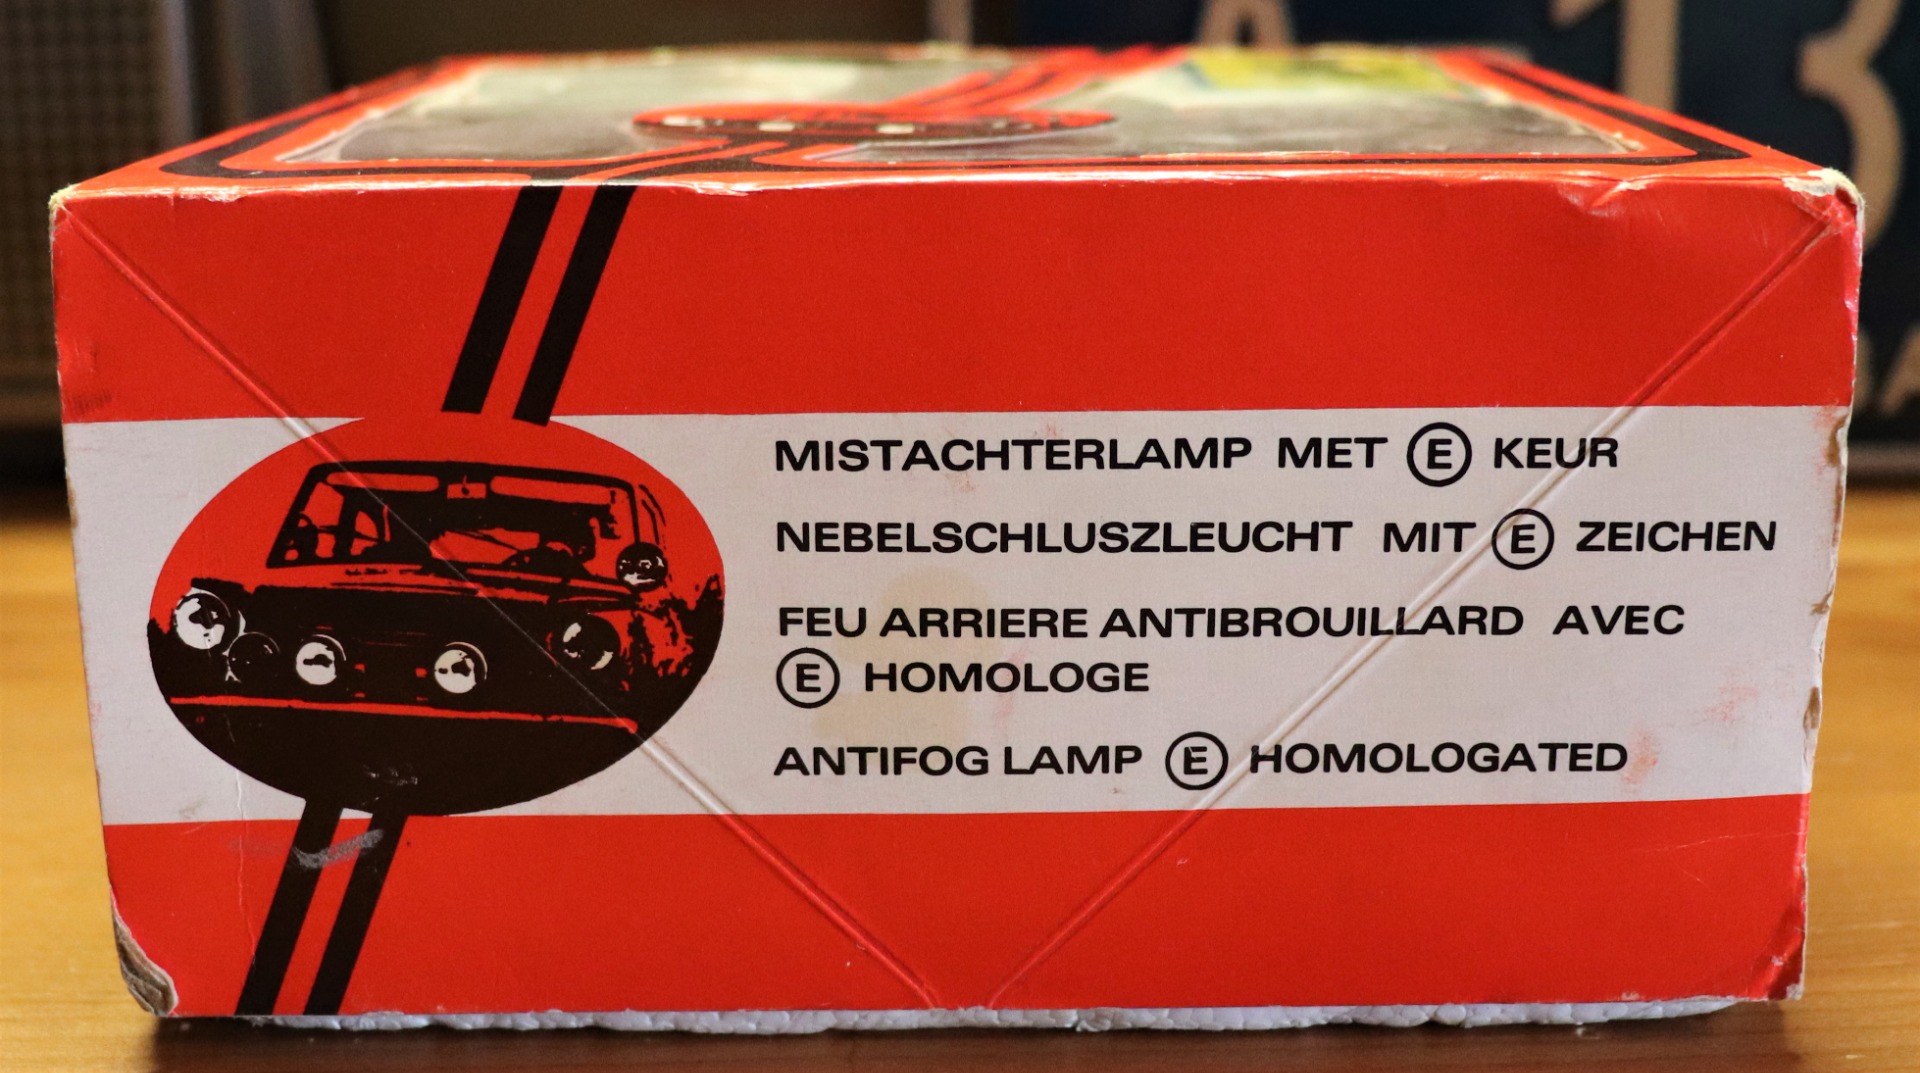 MISTACHTERLAMP MET Ⓔ KEUR
NEBELSCHLUSZLEUCHT MIT Ⓔ ZEICHEN
FEU ARRIERE ANTIBROUILLARD AVEC
Ⓔ HOMOLOGE
ANTIFOG LAMP Ⓔ HOMOLOGATED